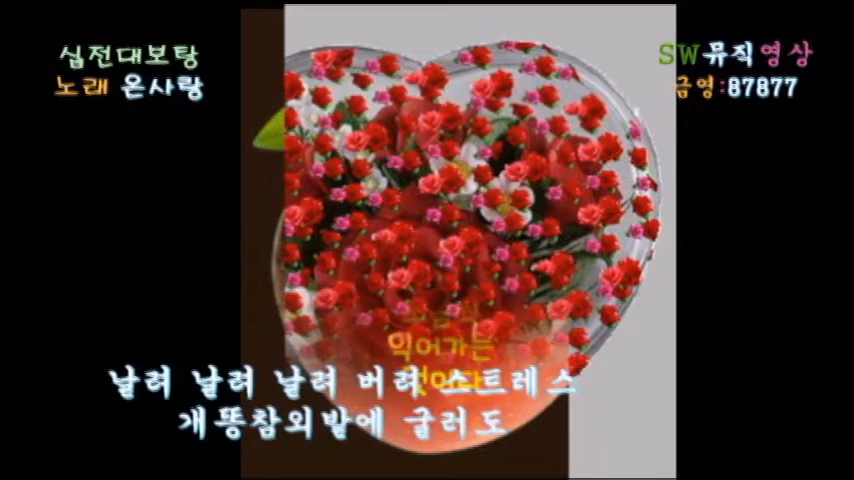 십전대보탕
노래 온사랑
SW뮤직영상
금영:87877
익어가는
날려 날려 날려 버려 스트레스
개똥참외밭에 굴러도